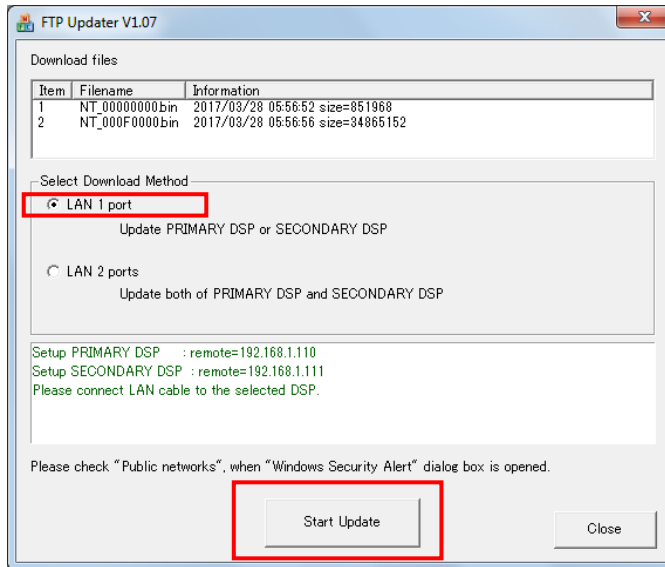 FTP Updater V1.07
Download files
Item Filename Information
1 NT_00000000.bin 2017/03/28 05:56:52 size=851968
2 NT_000F0000.bin 2017/03/28 05:56:56 size=34865152
Select Download Method
LAN 1 port
Update PRIMARY DSP or SECONDARY DSP
LAN 2 ports
Update both of PRIMARY DSP and SECONDARY DSP
Setup PRIMARY DSP : remote=192.168.1.110
Setup SECONDARY DSP : remote=192.168.1.111
Please connect LAN cable to the selected DSP.
Please check "Public networks", when "Windows Security Alert" dialog box is opened.
Start Update
Close